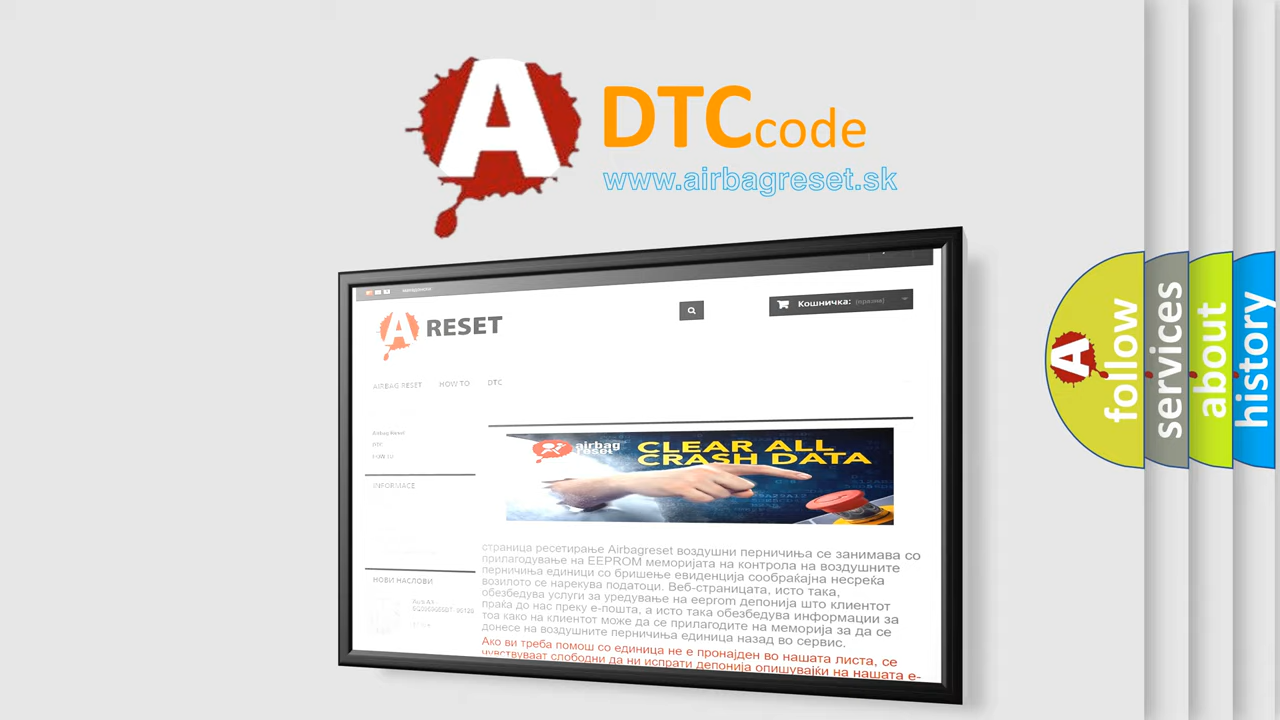 A DTCcode
www.airbagreset.sk
A RESET
Кошничка: (празни)
AIRBAG RESET HOW TO DTC
Airbag Reset
DTC
HOW TO
INFORMACE
НОВИ НАСЛОВИ
airbag
reset
CLEAR ALL
CRASH DATA
страница ресетирање Airbagreset воздушни перничиња се занимава со
прилагодување на EEPROM меморијата на контрола на воздушните
перничиња единици со бришење евиденција сообраќајна несреќа
возилото се нарекува податоци. Веб-страницата, исто така,
обезбедува услуги за уредување на eeprom депонија што клиентот
праќа до нас преку е-пошта, а исто така обезбедува информации за
тоа како на клиентот може да се прилагодите на меморија за да се
донесе на воздушните перничиња единица назад во сервис.
Ако ви треба помош со единица не е пронајден во нашата листа, се
чувствуваат слободни да ни испрати депонија опишувајќи на нашата е-
A follow
services
about
history